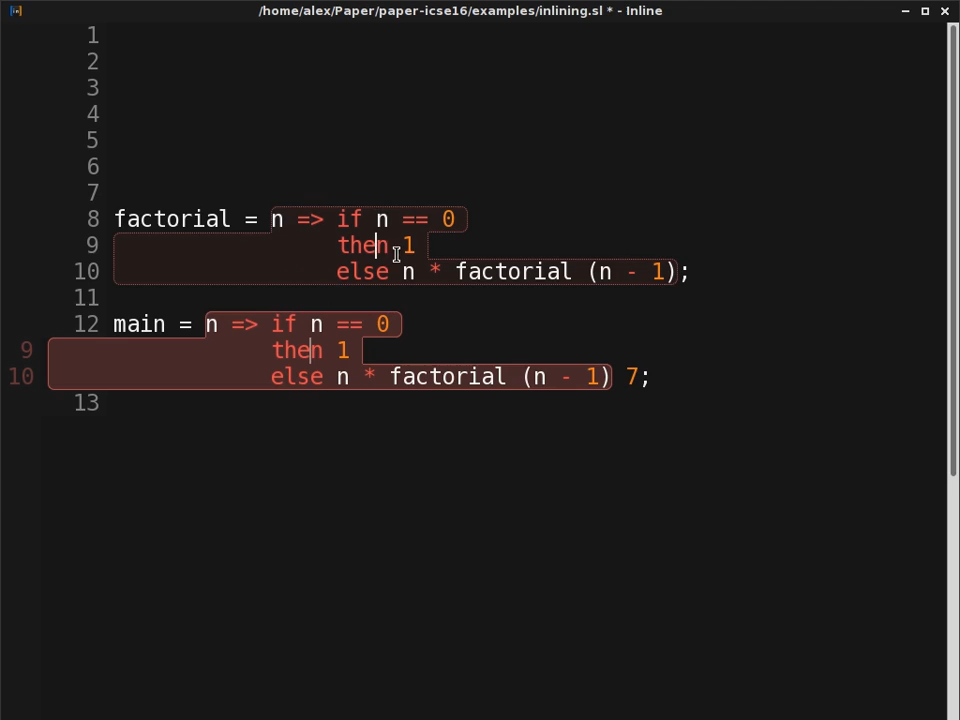 /home/alex/Paper/paper-icse16/examples/inlining.sl * - Inline
1
2
3
4
5
6
7
8 factorial = n => if n == 0
9 then 1
10 else n * factorial (n - 1);
11
12 main = n => if n == 0
9 then 1
10 else n * factorial (n - 1) 7;
13